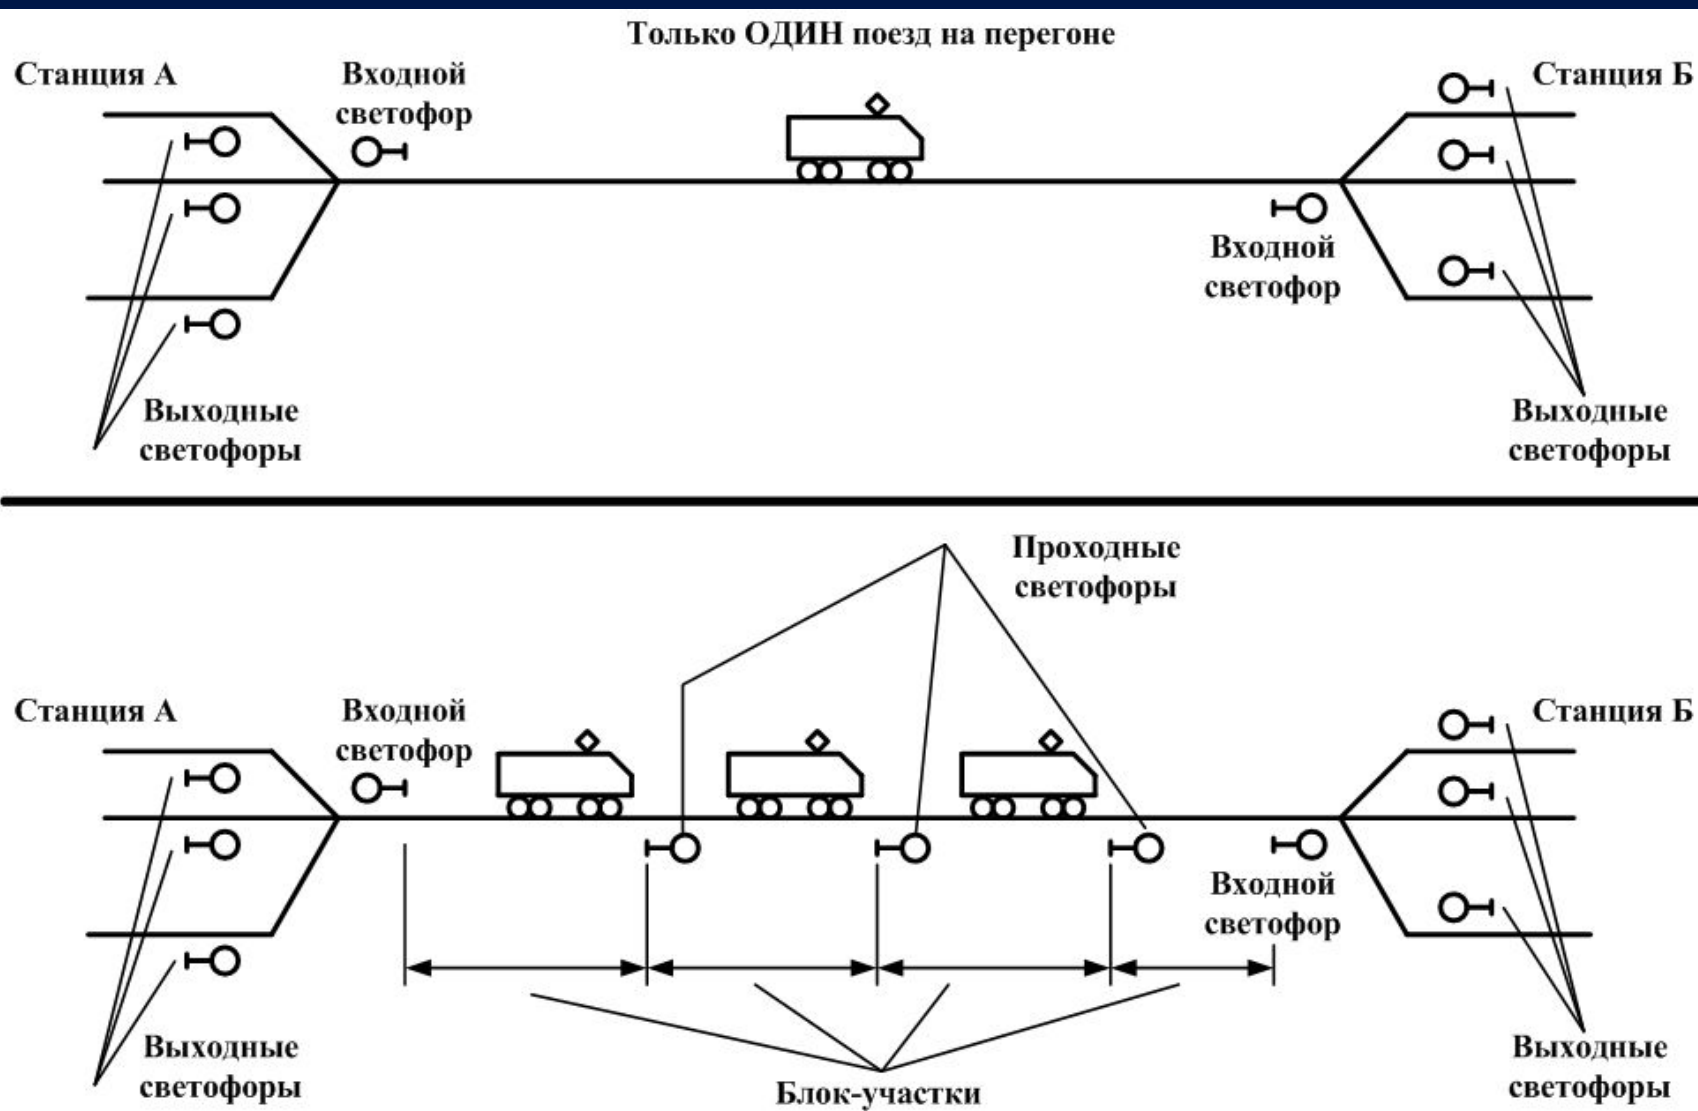 Только ОДИН поезд на перегоне
Станция А
Входной
светофор
Станция Б
Входной
светофор
Выходные
светофоры
Выходные
светофоры
Проходные
светофоры
Станция А
Входной
светофор
Станция Б
Входной
светофор
Выходные
светофоры
Блок-участки
Выходные
светофоры